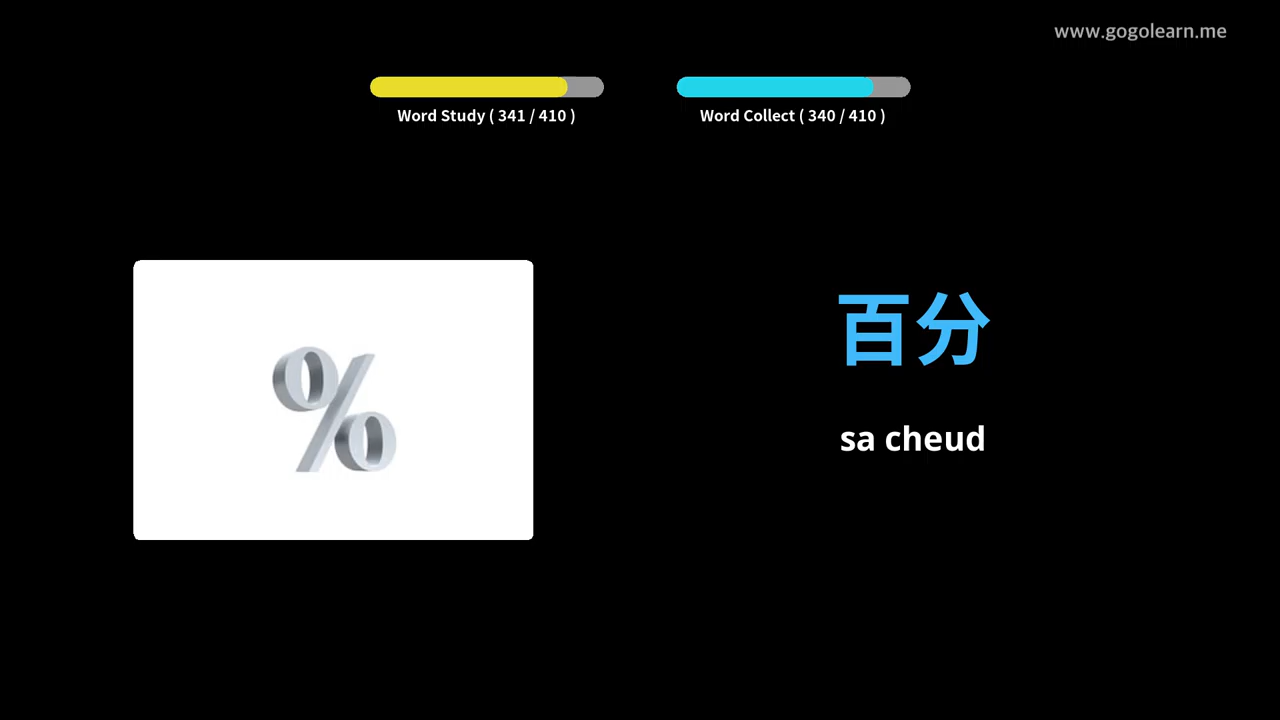 www.gogolearn.me
Word Study ( 341 / 410 )
Word Collect ( 340 / 410 )
%
百分
sa cheud